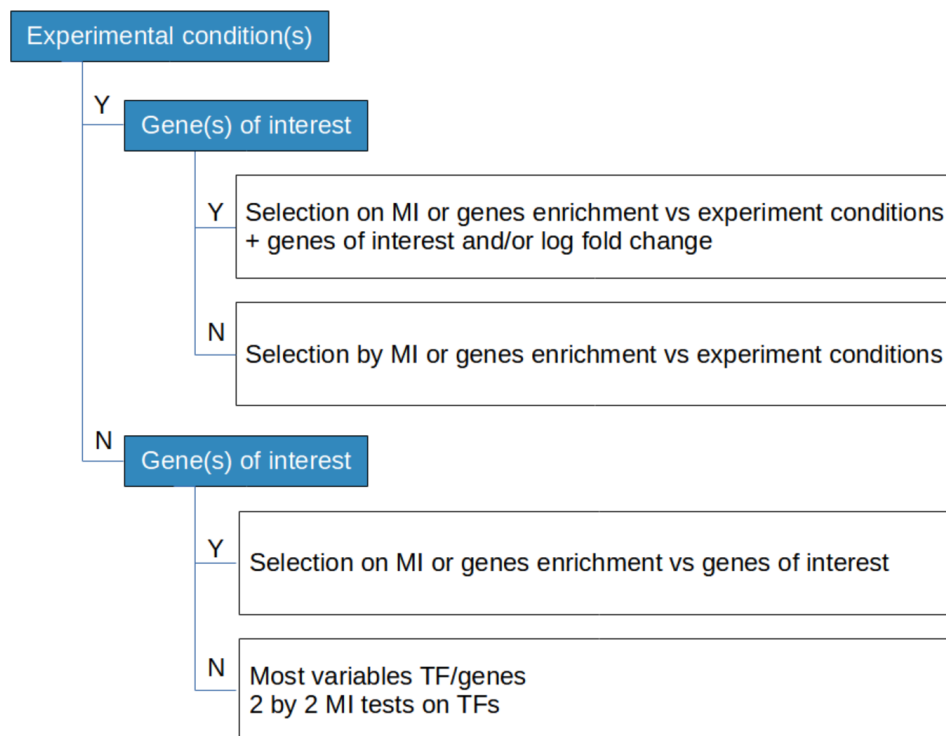 Experimental condition(s)
Y
Gene(s) of interest
Y
Selection on MI or genes enrichment vs experiment conditions
+ genes of interest and/or log fold change
N
Selection by MI or genes enrichment vs experiment conditions
N
Gene(s) of interest
Y
Selection on MI or genes enrichment vs genes of interest
N
Most variables TF/genes
2 by 2 MI tests on TFs